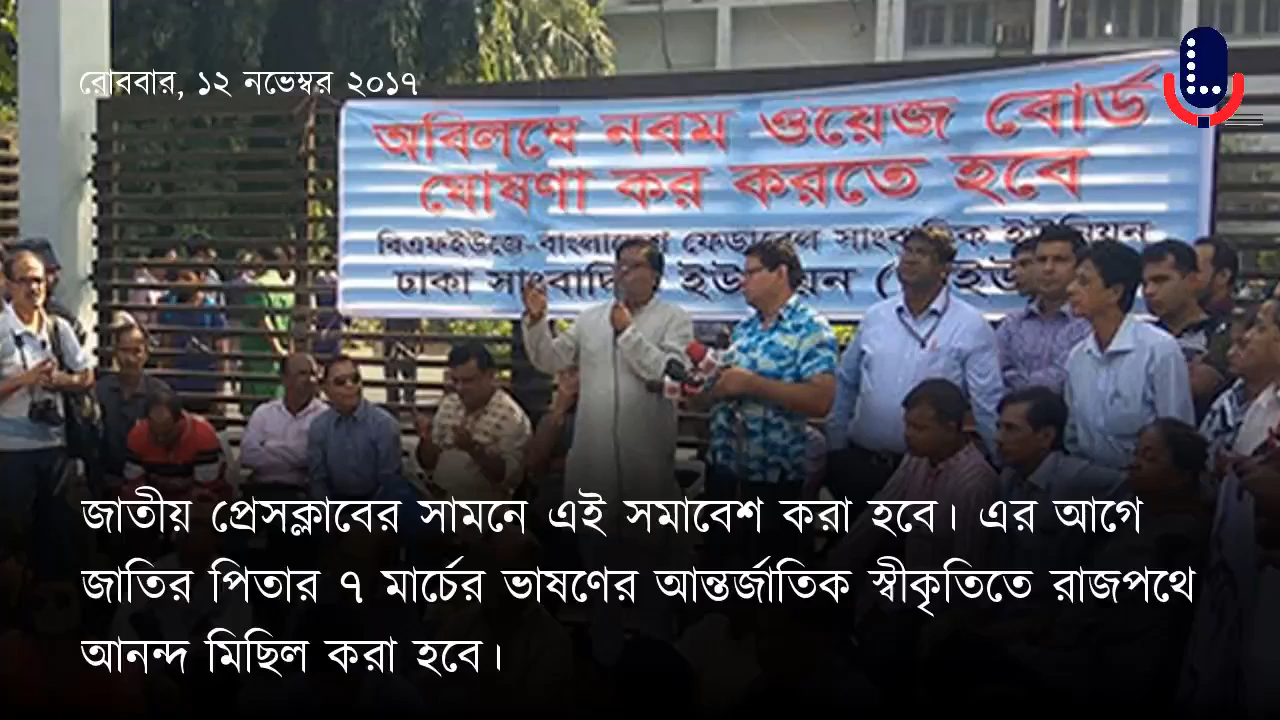 রোববার, ১২ নভেম্বর ২০১৭
অবিলম্বে নবম ওয়েজ বোর্ড
ঘোষণা কর করতে হবে
বিএফইউজে-বাংলাদেশ ফেডারেল সাংবাদিক ইউনিয়ন
ঢাকা
জাতীয় প্রেসক্লাবের সামনে এই সমাবেশ করা হবে। এর আগে
জাতির পিতার ৭ মার্চের ভাষণের আন্তর্জাতিক স্বীকৃতিতে রাজপথে
আনন্দ মিছিল করা হবে।